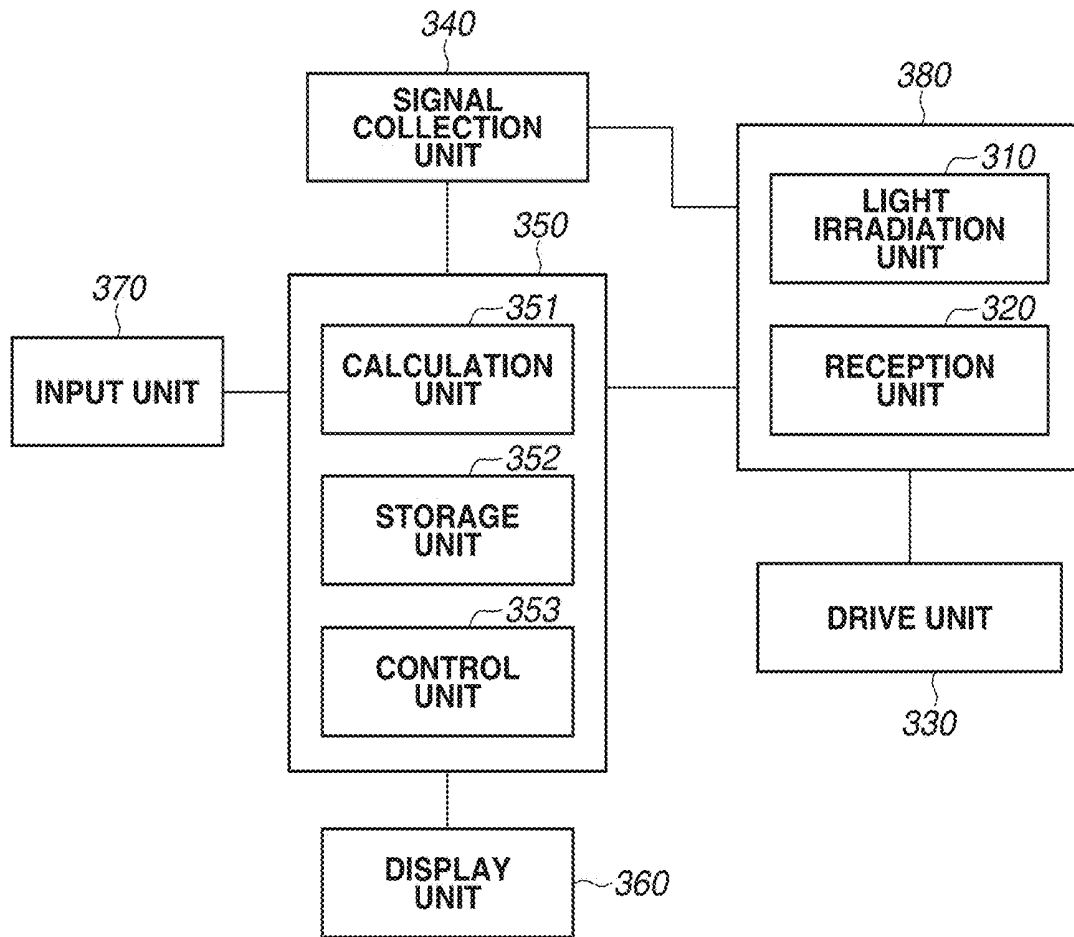 340
SIGNAL
COLLECTION
UNIT
380
310
LIGHT
IRRADIATION
UNIT
320
RECEPTION
UNIT
350
370
INPUT UNIT
351
CALCULATION
UNIT
352
STORAGE
UNIT
353
CONTROL
UNIT
DRIVE UNIT
330
DISPLAY
UNIT
360